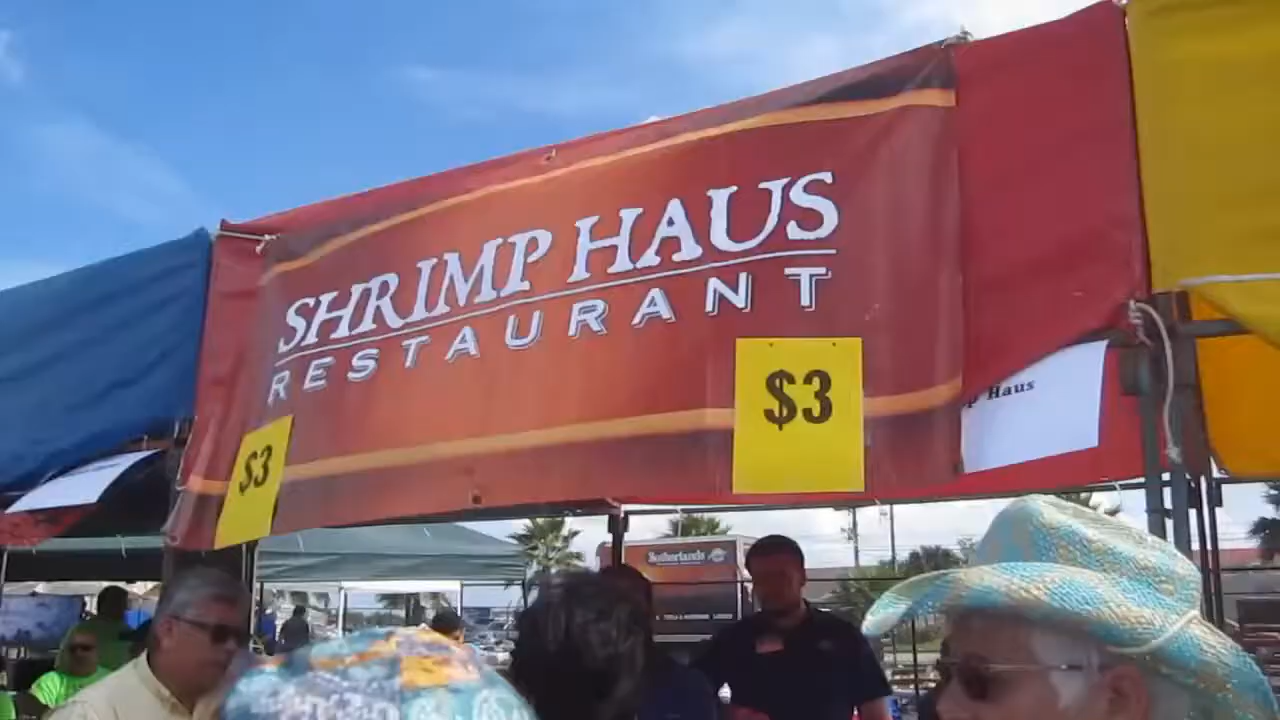 SHRIMP HAUS
RESTAURANT
$3
$3
p Haus
Sutherlands